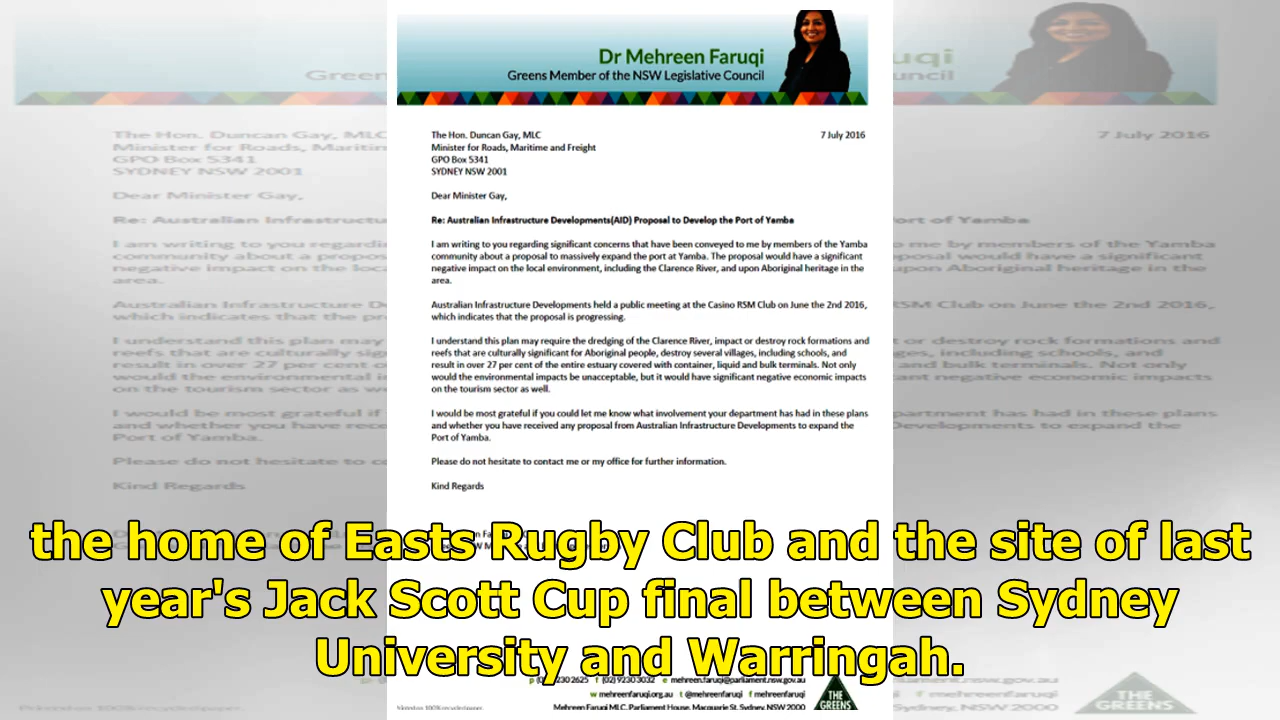 Dr Mehreen Faruqi
Greens Member of the NSW Legislative Council
The Hon. Duncan Gay, MLC
7 July 2016
Minister for Roads, Maritime and Freight
GPO Box 5341
SYDNEY NSW 2001
Dear Minister Gay,
Re: Australian Infrastructure Developments(AID) Proposal to Develop the Port of Yamba
I am writing to you regarding significant concerns that have been conveyed to me by members of the Yamba
community about a proposal to massively expand the port at Yamba. The proposal would have a significant
negative impact on the local environment, including the Clarence River, and upon Aboriginal heritage in the
area.
Australian Infrastructure Developments held a public meeting at the Casino RSM Club on June the 2nd 2016,
which indicates that the proposal is progressing.
I understand this plan may require the dredging of the Clarence River, impact or destroy rock formations and
reefs that are culturally significant for Aboriginal people, destroy several villages, including schools, and
result in over 27 per cent of the entire estuary covered with container, liquid and bulk terminals. Not only
would the environmental impacts be unacceptable, but it would have significant negative economic impacts
on the tourism sector as well.
I would be most grateful if you could let me know what involvement your department has had in these plans
and whether you have received any proposal from Australian Infrastructure Developments to expand the
Port of Yamba.
Please do not hesitate to contact me or my office for further information.
Kind Regards
the home of Easts Rugby Club and the site of last
year's Jack Scott Cup final between Sydney
University and Warringah.
f (02) 9230 3032 e mehreen.faruqi@parliament.nsw.gov.au
w mehreenfaruqi.org.au t @mehreenfaruqi f mehreenfaruqi
Mehreen Faruqi MLC, Parliament House, Macquarie St, Sydney, NSW 2000
THE
GREENS